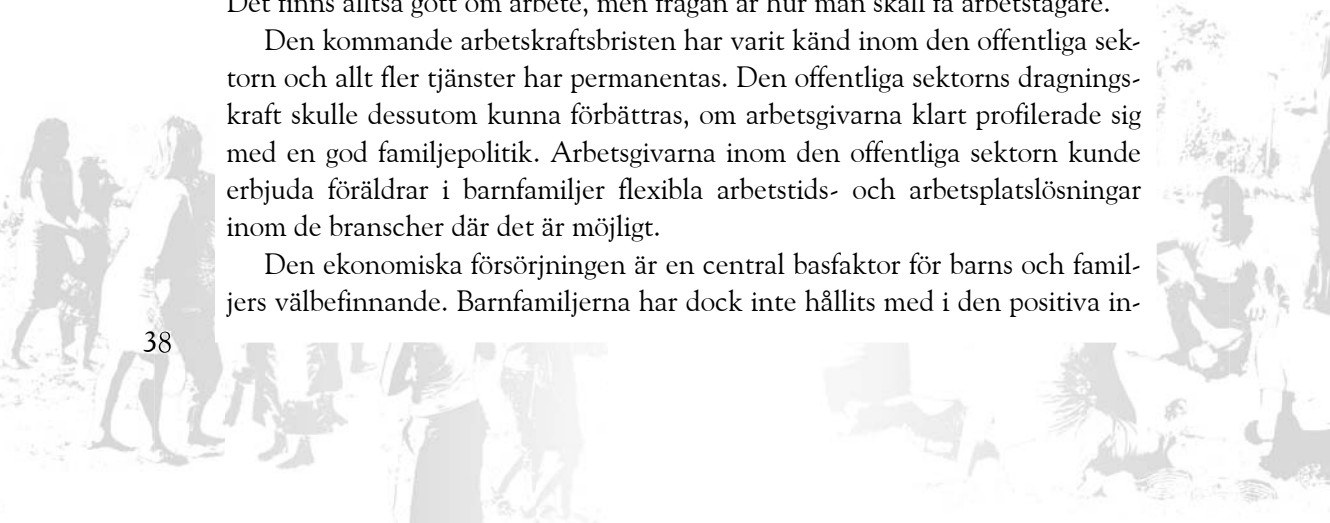 Det finns alltså gott om arbete, men frågan är hur man skall få arbetstagare.
Den kommande arbetskraftsbristen har varit känd inom den offentliga sek-
torn och allt fler tjänster har permanentas. Den offentliga sektorns dragnings-
kraft skulle dessutom kunna förbättras, om arbetsgivarna klart profilerade sig
med en god familjepolitik. Arbetsgivarna inom den offentliga sektorn kunde
erbjuda föräldrar i barnfamiljer flexibla arbetstids- och arbetsplatslösningar
inom de branscher där det är möjligt.
Den ekonomiska försörjningen är en central basfaktor för barns och famil-
jers välbefinnande. Barnfamiljerna har dock inte hållits med i den positiva in-
38